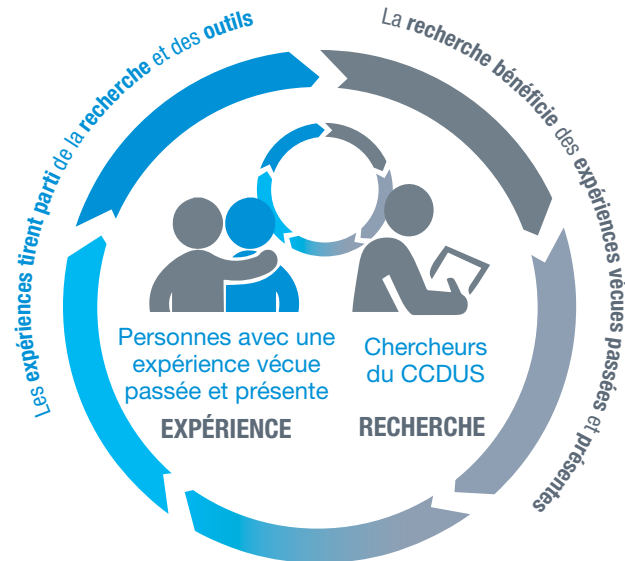 Les expériences tirent parti de la recherche et des outils
La recherche bénéficie des expériences vécues passées et présentes
Personnes avec une
expérience vécue
passée et présente
EXPÉRIENCE
Chercheurs
du CCDUS
RECHERCHE